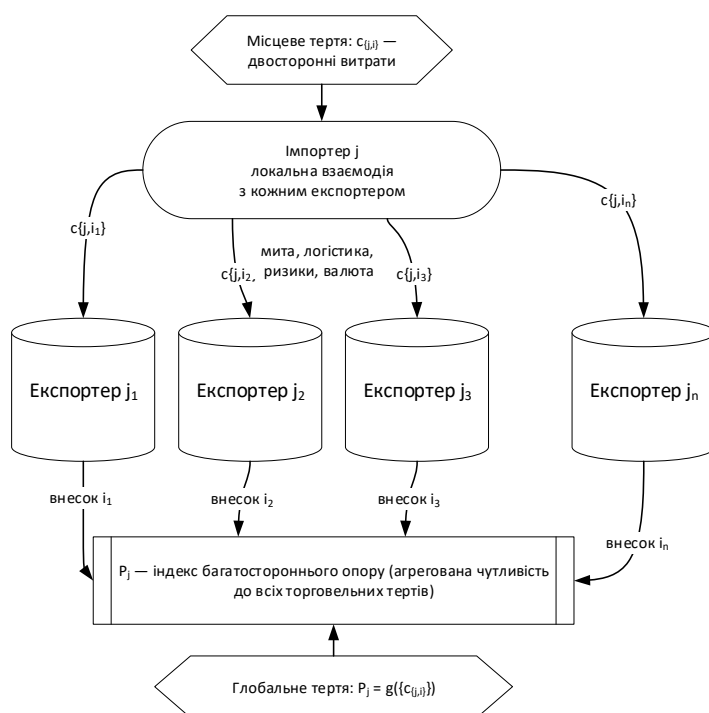 Місцеве тертя: c{j,i} —
двосторонні витрати
Імпортер j
локальна взаємодія
з кожним експортером
c{j,i₁}
c{j,i₂,
мита, логістика,
ризики, валюта
c{j,i₃}
c{j,iₙ}
Експортер j₁
Експортер j₂
Експортер j₃
Експортер jₙ
внесок i₁
внесок i₂
внесок i₃
внесок iₙ
Pⱼ — індекс багатостороннього опору (агрегована чутливість
до всіх торговельних тертів)
Глобальне тертя: Pⱼ = g({c{j,i}})